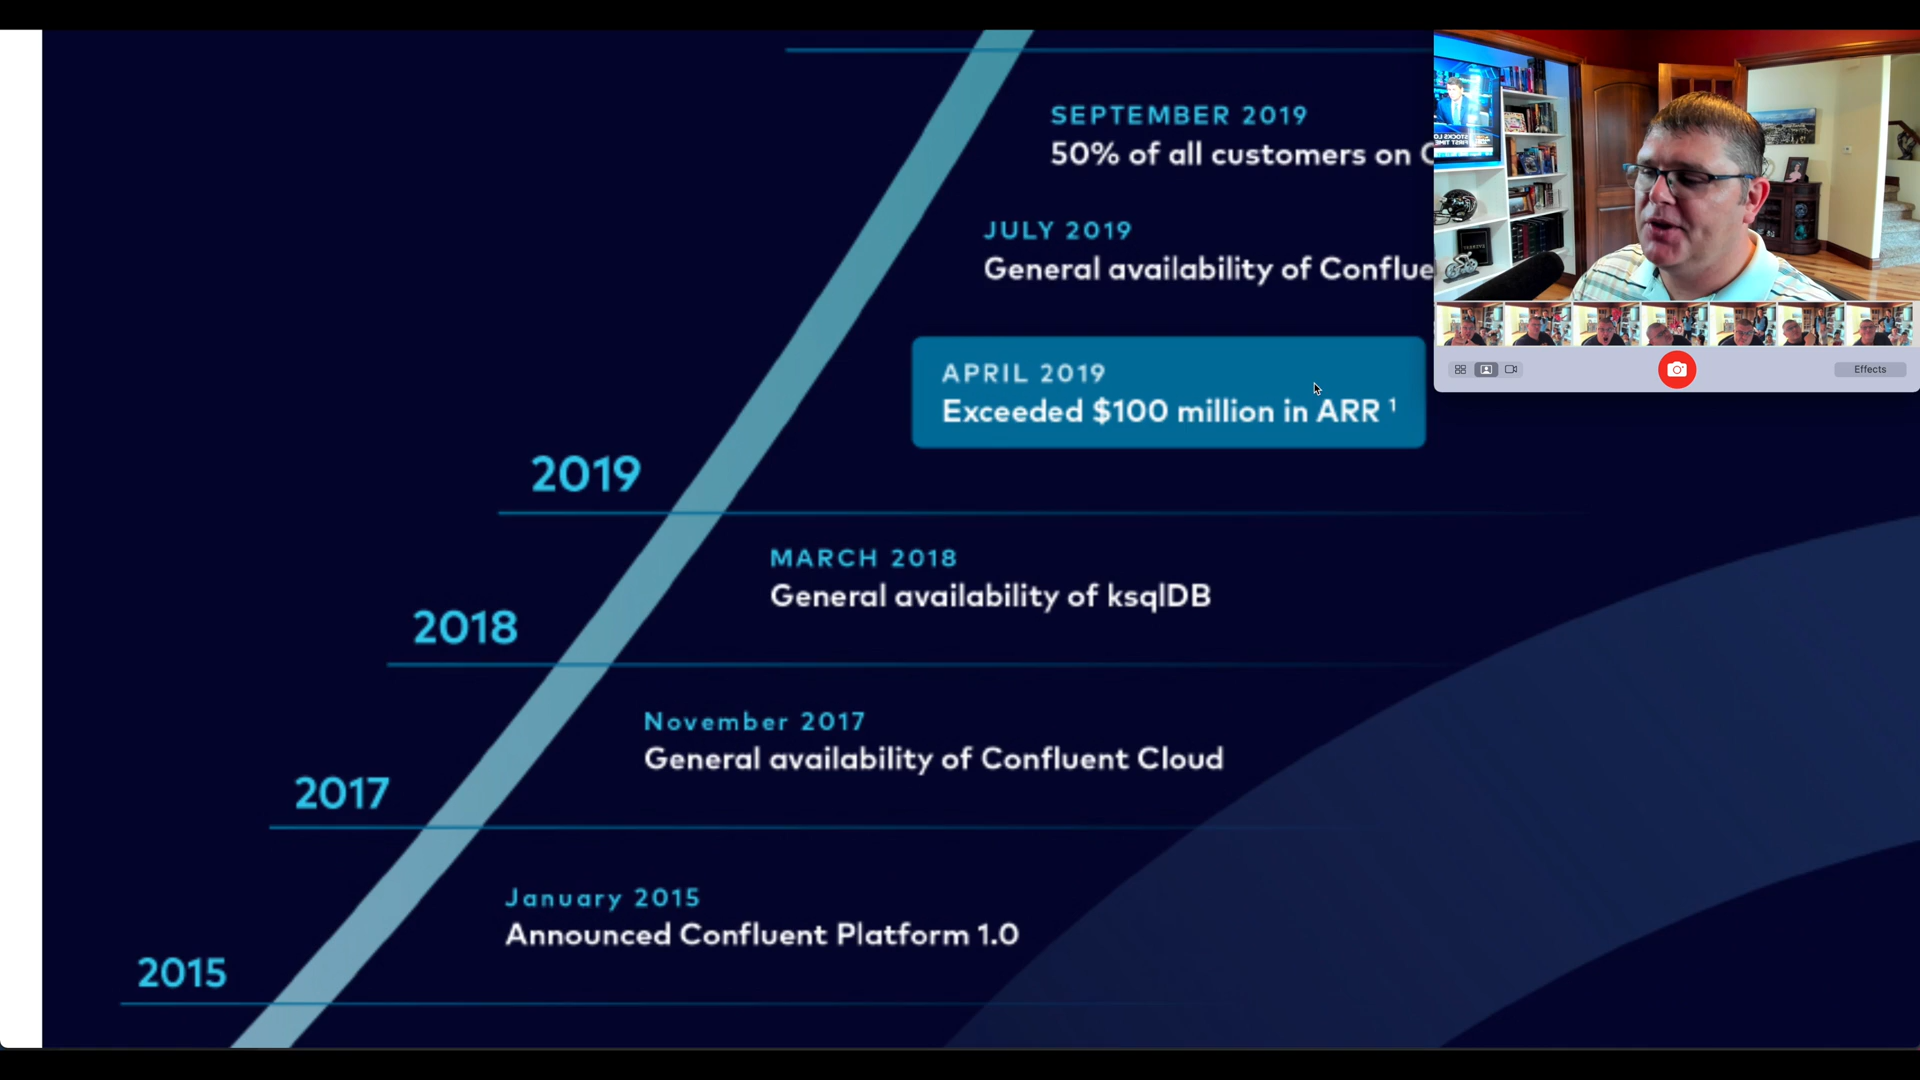 SEPTEMBER 2019
50% of all customers on
JULY 2019
General availability of Conflue
APRIL 2019
Exceeded $100 million in ARR 1
2019
MARCH 2018
General availability of ksqlDB
2018
November 2017
General availability of Confluent Cloud
2017
January 2015
Announced Confluent Platform 1.0
2015
Effects